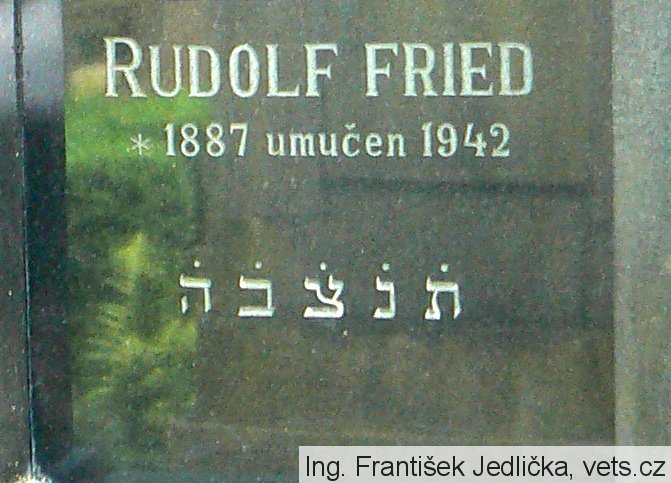 RUDOLF FRIED
* 1887 umučen 1942
ת̇נ̇צ̇ב̇ה̇
Ing. František Jedlička, vets.cz